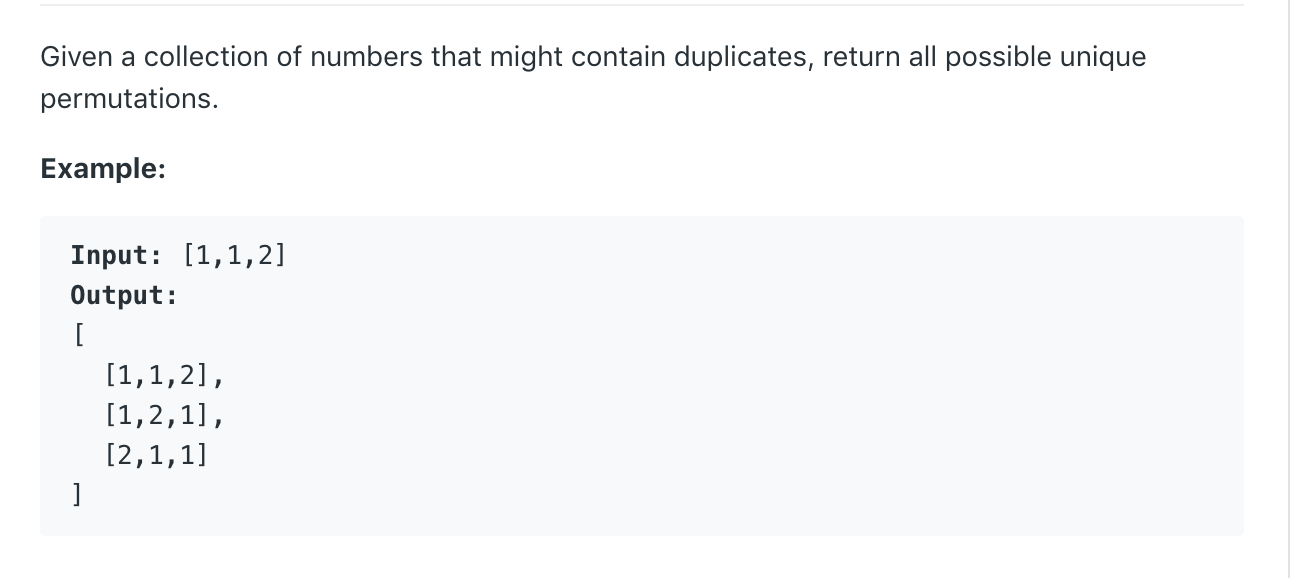 Given a collection of numbers that might contain duplicates, return all possible unique
permutations.
Example:
Input: [1,1,2]
Output:
[
  [1,1,2],
  [1,2,1],
  [2,1,1]
]